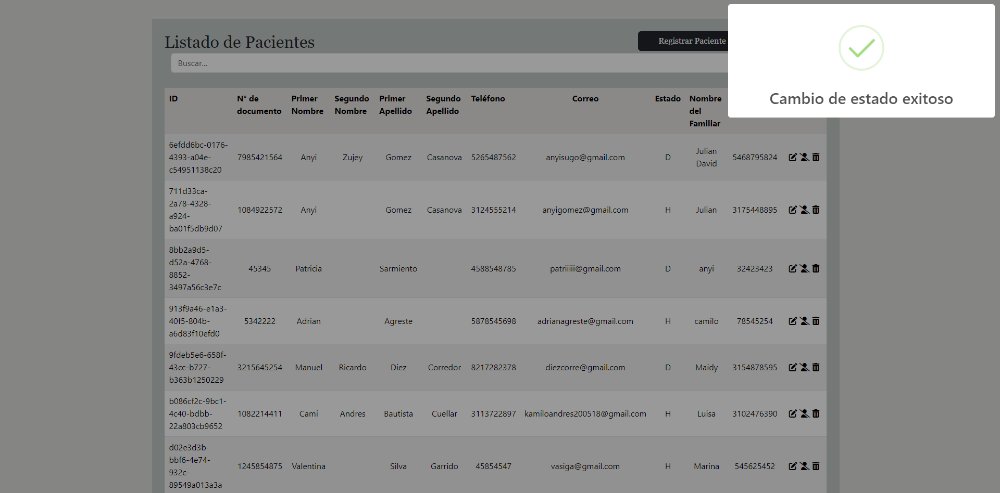 Listado de Pacientes
Registrar Paciente
Buscar...
Cambio de estado exitoso
ID N° de documento Primer Nombre Segundo Nombre Primer Apellido Segundo Apellido Teléfono Correo Estado Nombre del Familiar
6efdd6bc-0176-4393-a04e-c54951138c20 7985421564 Anyi Zujey Gomez Casanova 5265487562 anyisugo@gmail.com D Julian David 5468795824
711d33ca-2a78-4328-a924-ba01f5db9d07 1084922572 Anyi Gomez Casanova 3124555214 anyigomez@gmail.com H Julian 3175448895
8bb2a9d5-d52a-4768-8852-3497a56c3e7c 45345 Patricia Sarmiento 4588548785 patriiiii@gmail.com D anyi 32423423
913f9a46-e1a3-40f5-804b-a6d83f10efd0 5342222 Adrian Agreste 5878545698 adrianagreste@gmail.com H camilo 78545254
9fdeb5e6-658f-43cc-b727-b363b1250229 3215645254 Manuel Ricardo Diez Corredor 8217282378 diezcorre@gmail.com D Maidy 3154878595
b086cf2c-9bc1-4c40-bdbb-22a803cb9652 1082214411 Cami Andres Bautista Cuellar 3113722897 kamiloandres200518@gmail.com H Luisa 3102476390
d02e3d3b-bbf6-4e74-932c-89549a013a3a 1245854875 Valentina Silva Garrido 45854547 vasiga@gmail.com H Marina 545625452